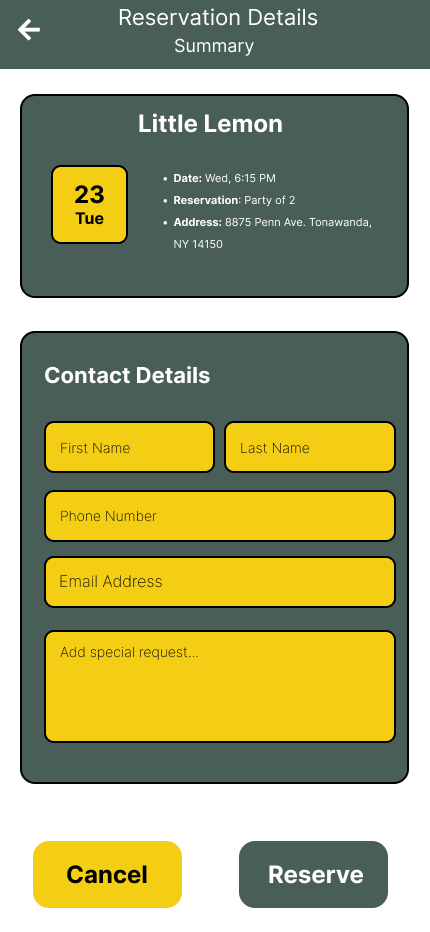 Reservation Details
Summary
Little Lemon
23
Tue
• Date: Wed, 6:15 PM
• Reservation: Party of 2
• Address: 8875 Penn Ave. Tonawanda,
NY 14150
Contact Details
First Name
Last Name
Phone Number
Email Address
Add special request...
Cancel
Reserve